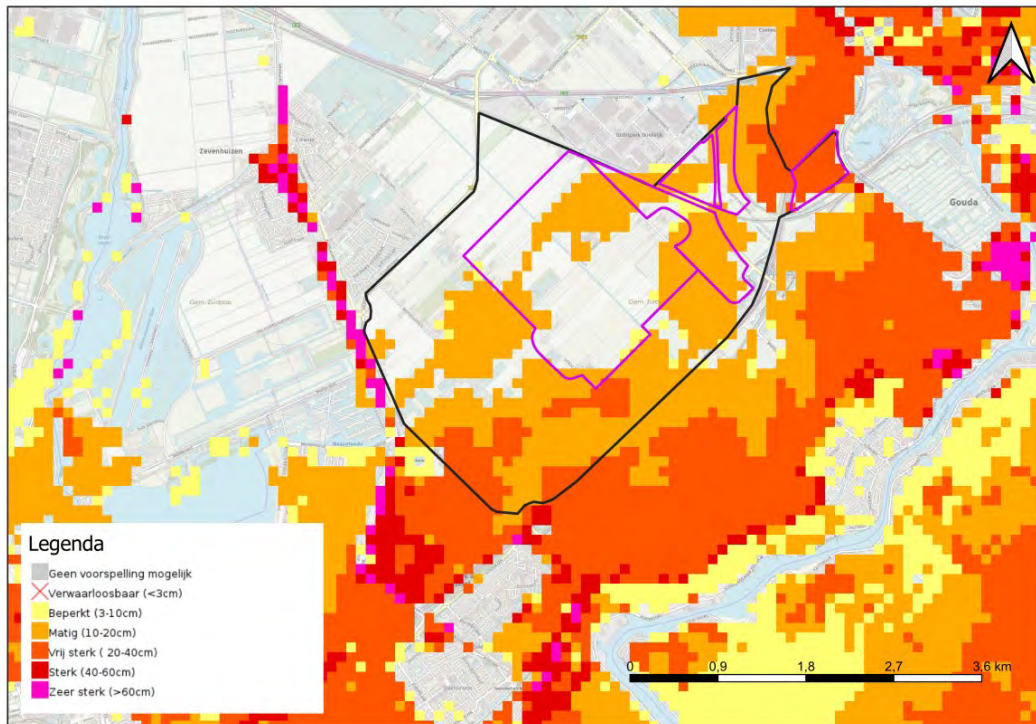 Zevenhuizen
Gouda
Legenda
Geen voorspelling mogelijk
Verwaarloosbaar (<3cm)
Beperkt (3-10cm)
Matig (10-20cm)
Vrij sterk ( 20-40cm)
Sterk (40-60cm)
Zeer sterk (>60cm)
0 0,9 1,8 2,7 3,6 km